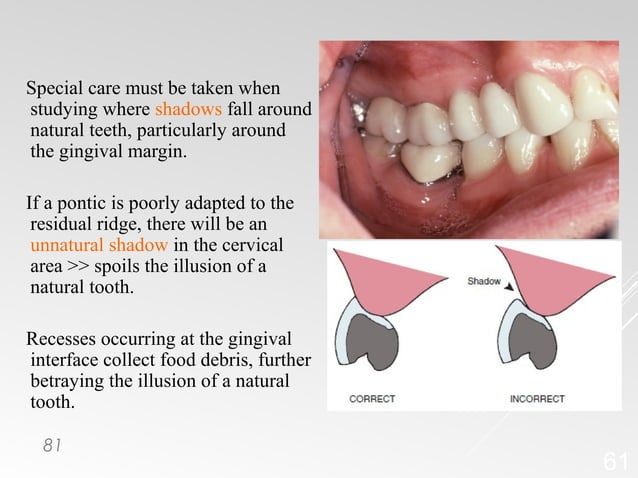 Special care must be taken when
studying where shadows fall around
natural teeth, particularly around
the gingival margin.
If a pontic is poorly adapted to the
residual ridge, there will be an
unnatural shadow in the cervical
area >> spoils the illusion of a
natural tooth.
Recesses occurring at the gingival
interface collect food debris, further
betraying the illusion of a natural
tooth.
Shadow
CORRECT
INCORRECT
81
61